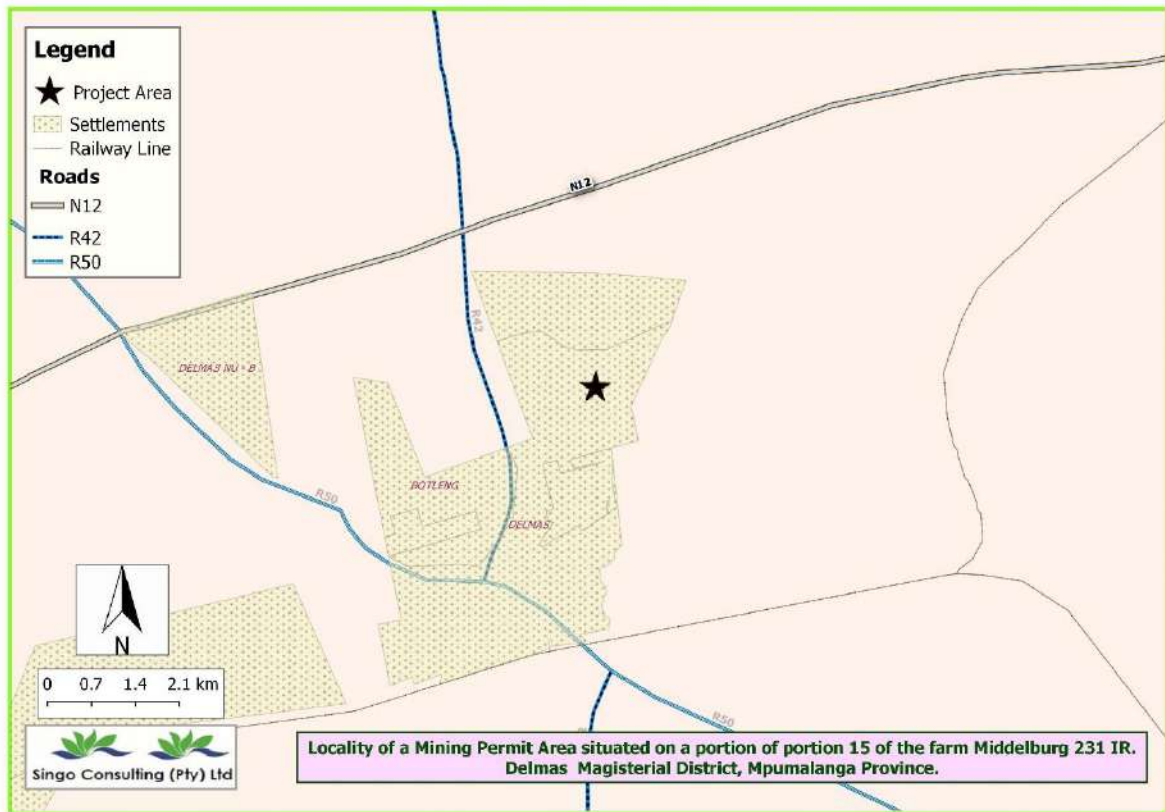 Legend
Project Area
Settlements
Railway Line
Roads
N12
R42
R50
N12
R42
DELMAS NU - B
R50
BOTLENG
DELMAS
N
0 0.7 1.4 2.1 km
R50
Singo Consulting (Pty) Ltd
Locality of a Mining Permit Area situated on a portion of portion 15 of the farm Middelburg 231 IR.
Delmas Magisterial District, Mpumalanga Province.